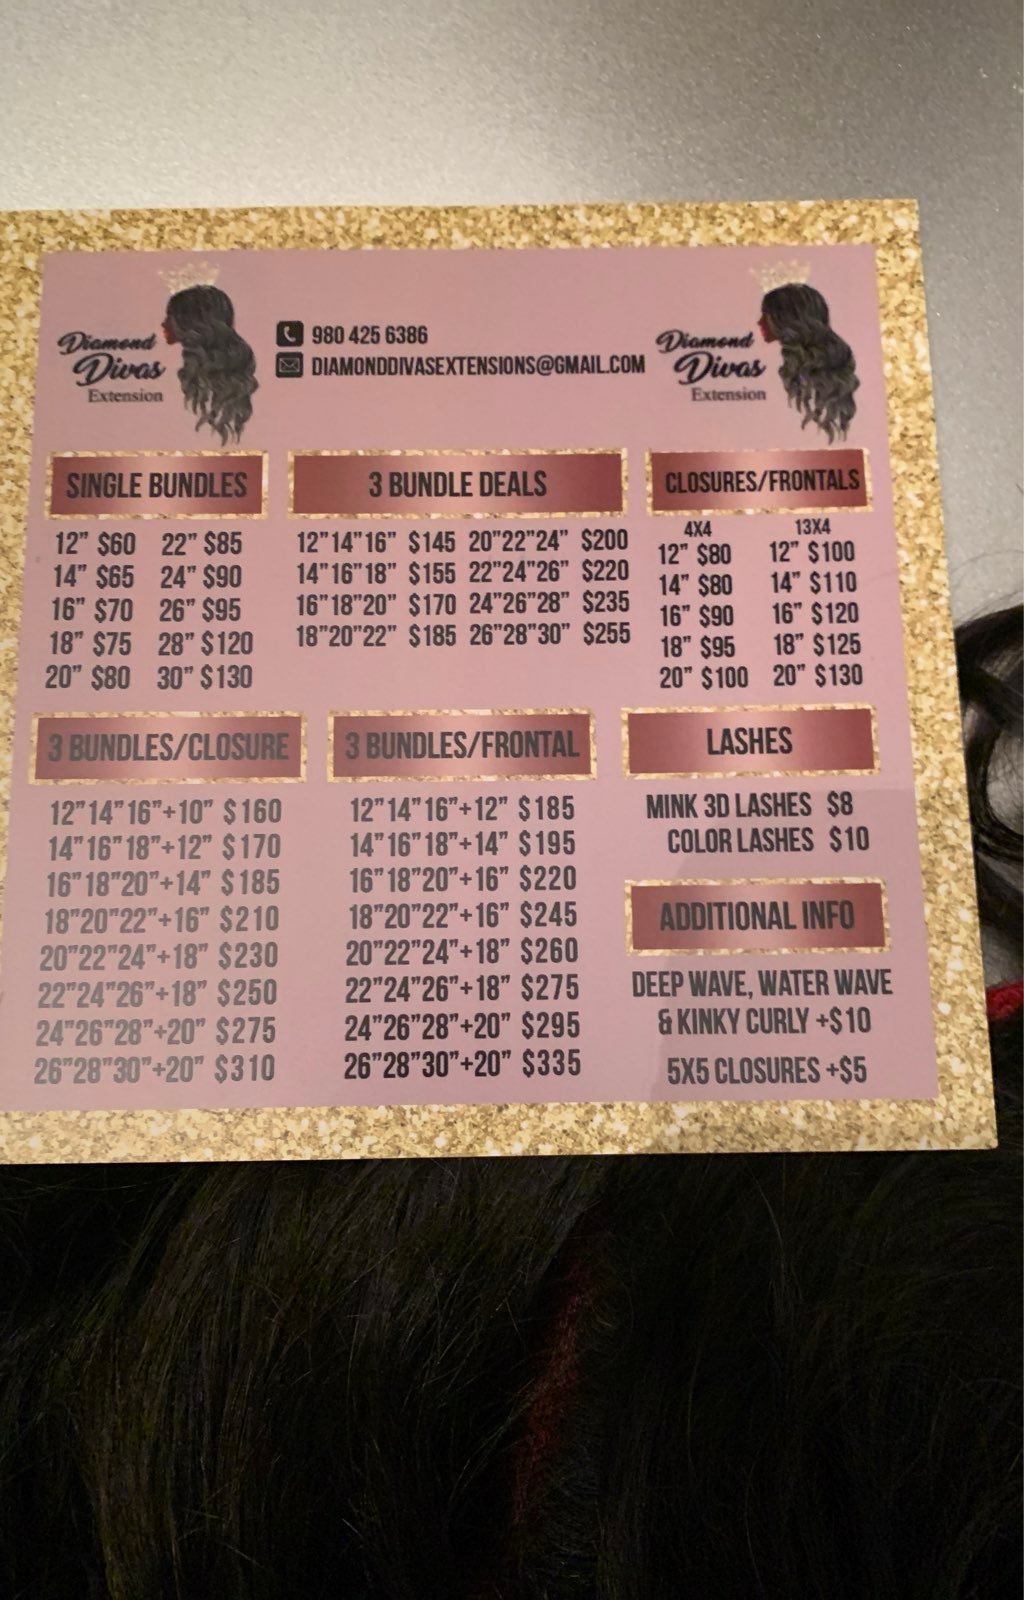 Diamond
Divas
Extension
980 425 6386
DIAMONDDIVASEXTENSIONS@GMAIL.COM
Diamond
Divas
Extension
SINGLE BUNDLES
12" $60 22" $85
14" $65 24" $90
16" $70 26" $95
18" $75 28" $120
20" $80 30" $130
3 BUNDLE DEALS
12"14"16" $145 20"22"24" $200
14"16"18" $155 22"24"26" $220
16"18"20" $170 24"26"28" $235
18"20"22" $185 26"28"30" $255
CLOSURES/FRONTALS
4X4 13X4
12" $80 12" $100
14" $80 14" $110
16" $90 16" $120
18" $95 18" $125
20" $100 20" $130
3 BUNDLES/CLOSURE
12"14"16"+10" $160
14"16"18"+12" $170
16"18"20"+14" $185
18"20"22"+16" $210
20"22"24"+18" $230
22"24"26"+18" $250
24"26"28"+20" $275
26"28"30"+20" $310
3 BUNDLES/FRONTAL
12"14"16"+12" $185
14"16"18"+14" $195
16"18"20"+16" $220
18"20"22"+16" $245
20"22"24"+18" $260
22"24"26"+18" $275
24"26"28"+20" $295
26"28"30"+20" $335
LASHES
MINK 3D LASHES $8
COLOR LASHES $10
ADDITIONAL INFO
DEEP WAVE, WATER WAVE
& KINKY CURLY +$10
5X5 CLOSURES +$5